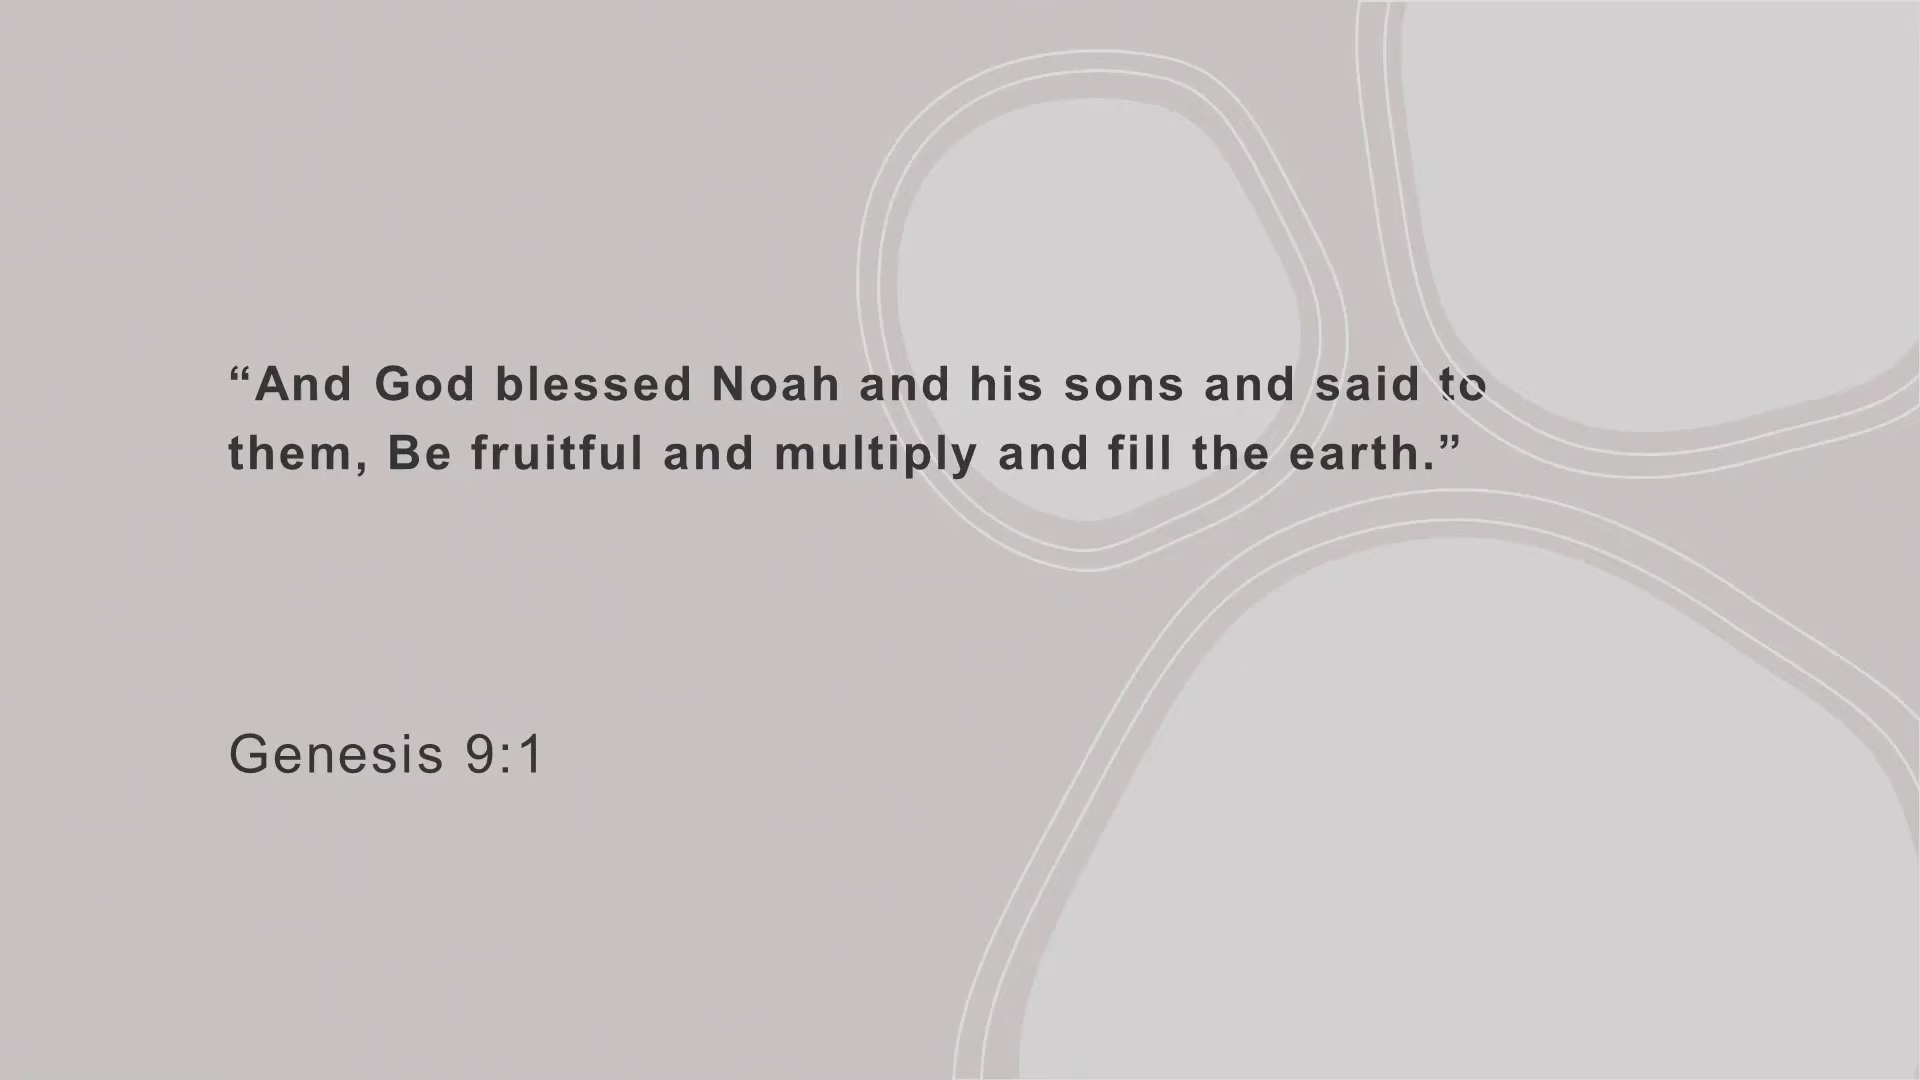 “And God blessed Noah and his sons and said to
them, Be fruitful and multiply and fill the earth.”
Genesis 9:1